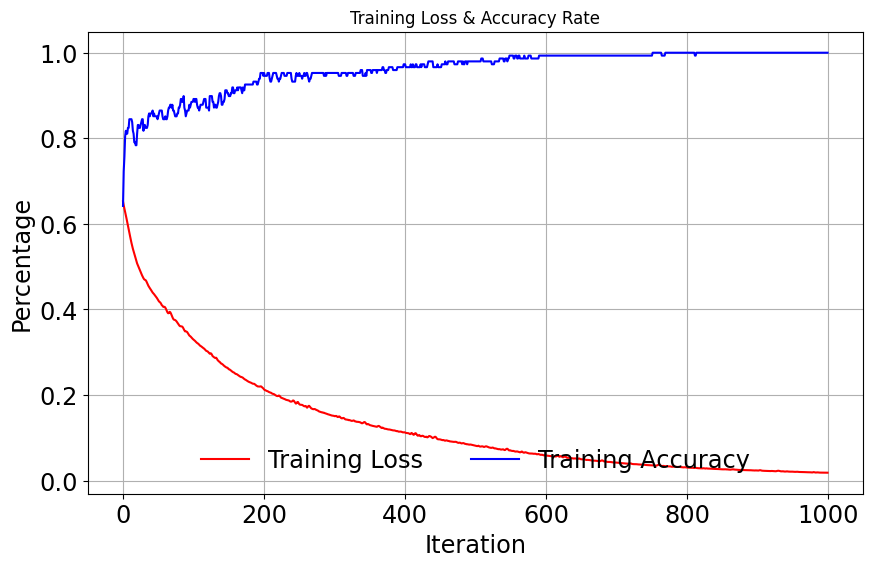 Training Loss & Accuracy Rate
1.0
0.8
0.6
0.4
0.2
0.0
Percentage
Training Loss Training Accuracy
0 200 400 600 800 1000
Iteration